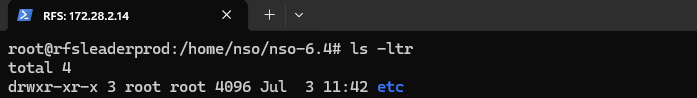 RFS: 172.28.2.14
root@rfsleaderprod:/home/nso/nso-6.4# ls -ltr
total 4
drwxr-xr-x 3 root root 4096 Jul  3 11:42 etc